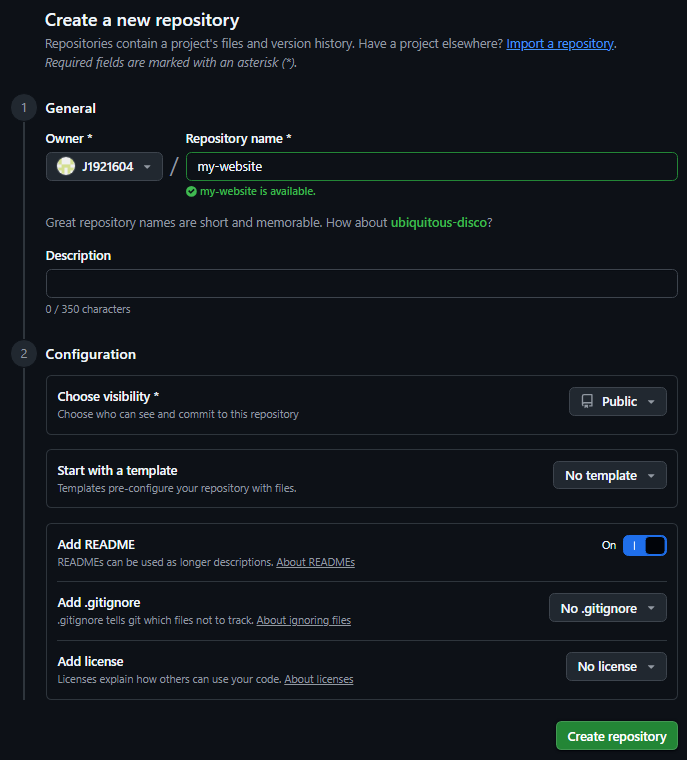 Create a new repository
Repositories contain a project's files and version history. Have a project elsewhere? Import a repository.
Required fields are marked with an asterisk (*).
1 General
Owner * Repository name *
J1921604 / my-website
my-website is available.
Great repository names are short and memorable. How about ubiquitous-disco?
Description
0 / 350 characters
2 Configuration
Choose visibility * Public
Choose who can see and commit to this repository
Start with a template No template
Templates pre-configure your repository with files.
Add README On
READMEs can be used as longer descriptions. About READMEs
Add .gitignore No .gitignore
.gitignore tells git which files not to track. About ignoring files
Add license No license
Licenses explain how others can use your code. About licenses
Create repository